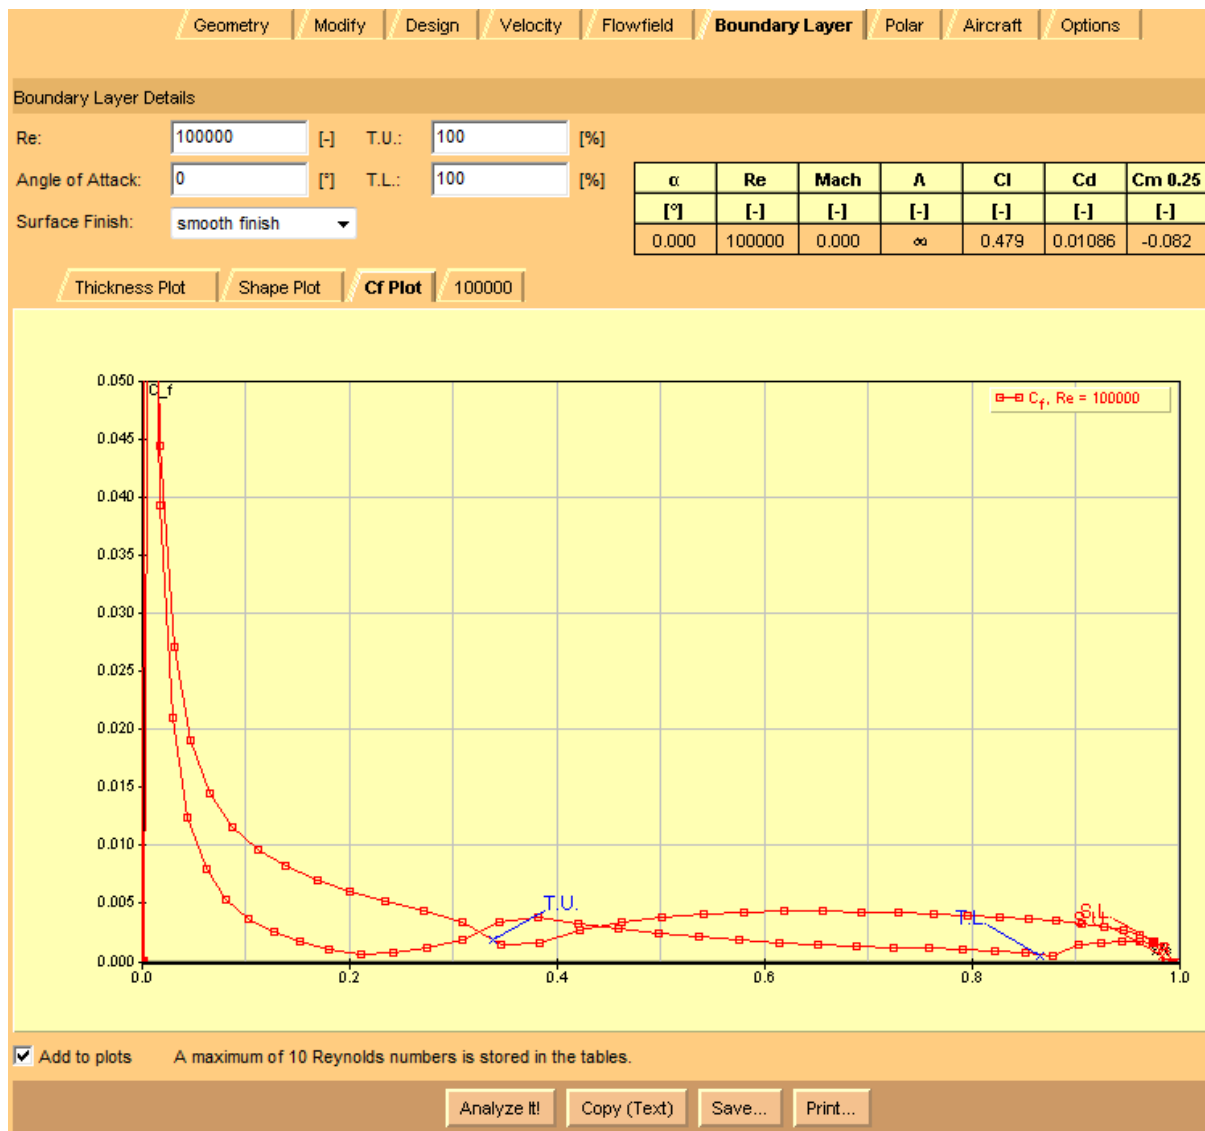 Geometry Modify Design Velocity Flowfield Boundary Layer Polar Aircraft Options
Boundary Layer Details
Re: 100000 [-] T.U.: 100 [%]
Angle of Attack: 0 [°] T.L.: 100 [%]
Surface Finish: smooth finish
α Re Mach Λ Cl Cd Cm 0.25
[°] [-] [-] [-] [-] [-] [-]
0.000 100000 0.000 ∞ 0.479 0.01086 -0.082
Thickness Plot Shape Plot Cf Plot 100000
C_f
Cf, Re = 100000
0.050
0.045
0.040
0.035
0.030
0.025
0.020
0.015
0.010
0.005
0.000
T.U.
T.L.
0.0 0.2 0.4 0.6 0.8 1.0
Add to plots A maximum of 10 Reynolds numbers is stored in the tables.
Analyze It! Copy (Text) Save... Print...